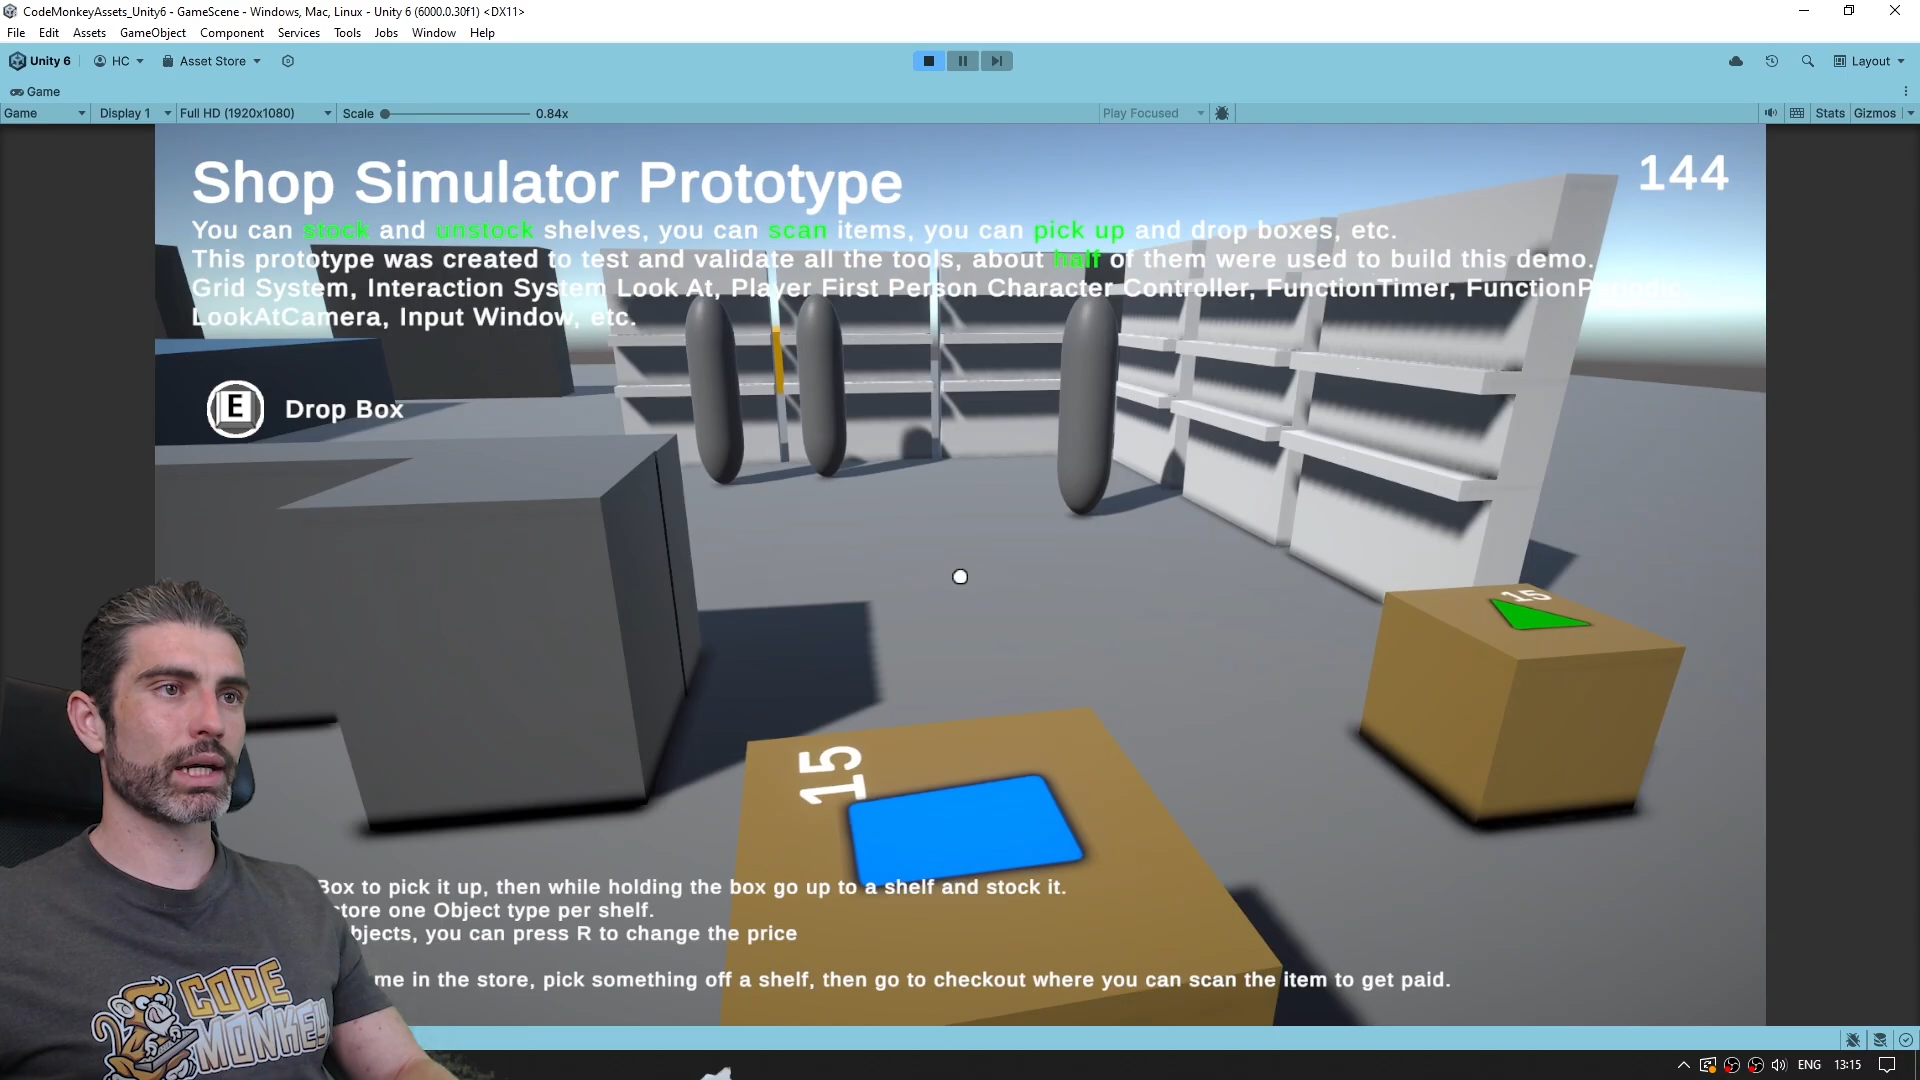 CodeMonkeyAssets_Unity6 - GameScene - Windows, Mac, Linux - Unity 6 (6000.0.30f1) <DX11>
File Edit Assets GameObject Component Services Tools Jobs Window Help
Unity 6 HC Asset Store Layout
Game
Game Display 1 Full HD (1920x1080) Scale 0.84x Play Focused Stats Gizmos
Shop Simulator Prototype
144
You can stock and unstock shelves, you can scan items, you can pick up and drop boxes, etc.
This prototype was created to test and validate all the tools, about half of them were used to build this demo.
Grid System, Interaction System Look At, Player First Person Character Controller, FunctionTimer, FunctionPeriodic,
LookAtCamera, Input Window, etc.
E Drop Box
15
15
Box to pick it up, then while holding the box go up to a shelf and stock it.
store one Object type per shelf.
bjects, you can press R to change the price
me in the store, pick something off a shelf, then go to checkout where you can scan the item to get paid.
CODE
MONKEY
ENG 13:15